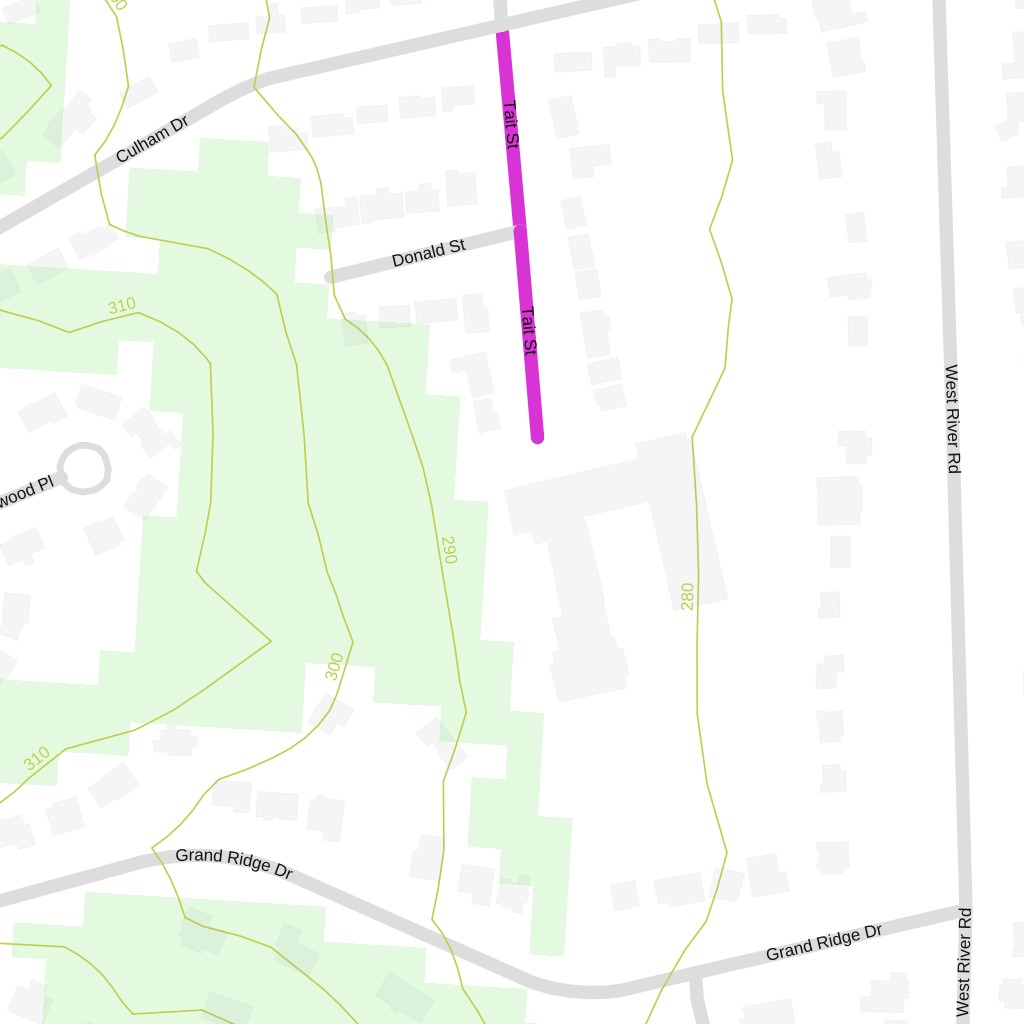 Culham Dr
Tait St
Donald St
310
Tait St
West River Rd
wood Pl
290
280
300
310
Grand Ridge Dr
Grand Ridge Dr
West River Rd